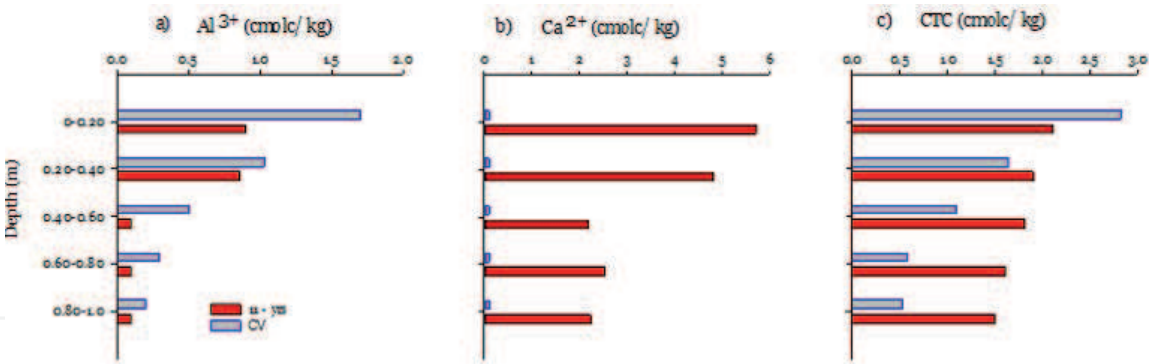 a) Al 3+ (cmolc/ kg)
b) Ca 2+ (cmolc/ kg)
c) CTC (cmolc/ kg)
0.0 0.5 1.0 1.5 2.0
0 1 2 3 4 5 6
0.0 0.5 1.0 1.5 2.0 2.5 3.0
Depth (m)
0-0.20
0.20-0.40
0.40-0.60
0.60-0.80
0.80-1.0
CV